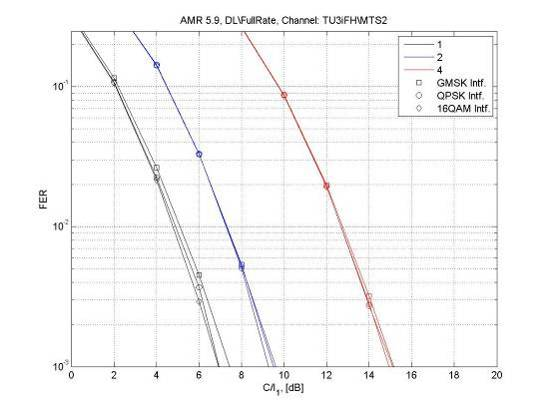 AMR 5.9, DL\FullRate, Channel: TU3iFH\MTS2
1
2
4
GMSK Intf.
QPSK Intf.
16QAM Intf.
10^-1
10^-2
10^-3
FER
0 2 4 6 8 10 12 14 16 18 20
C/I1, [dB]